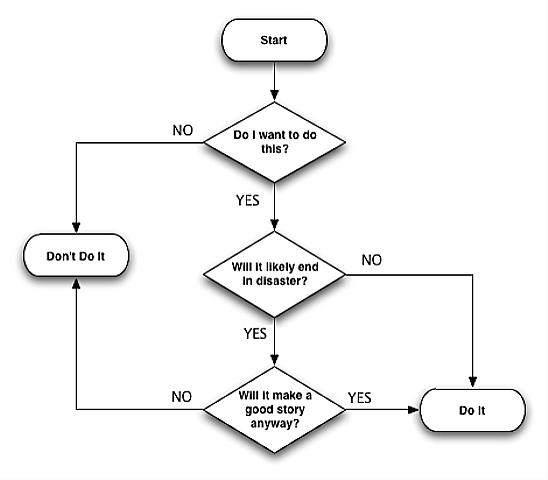 Start
NO
Do I want to do
this?
YES
Don't Do It
Will it likely end
in disaster?
NO
YES
NO
Will it make a
good story
anyway?
YES
Do It